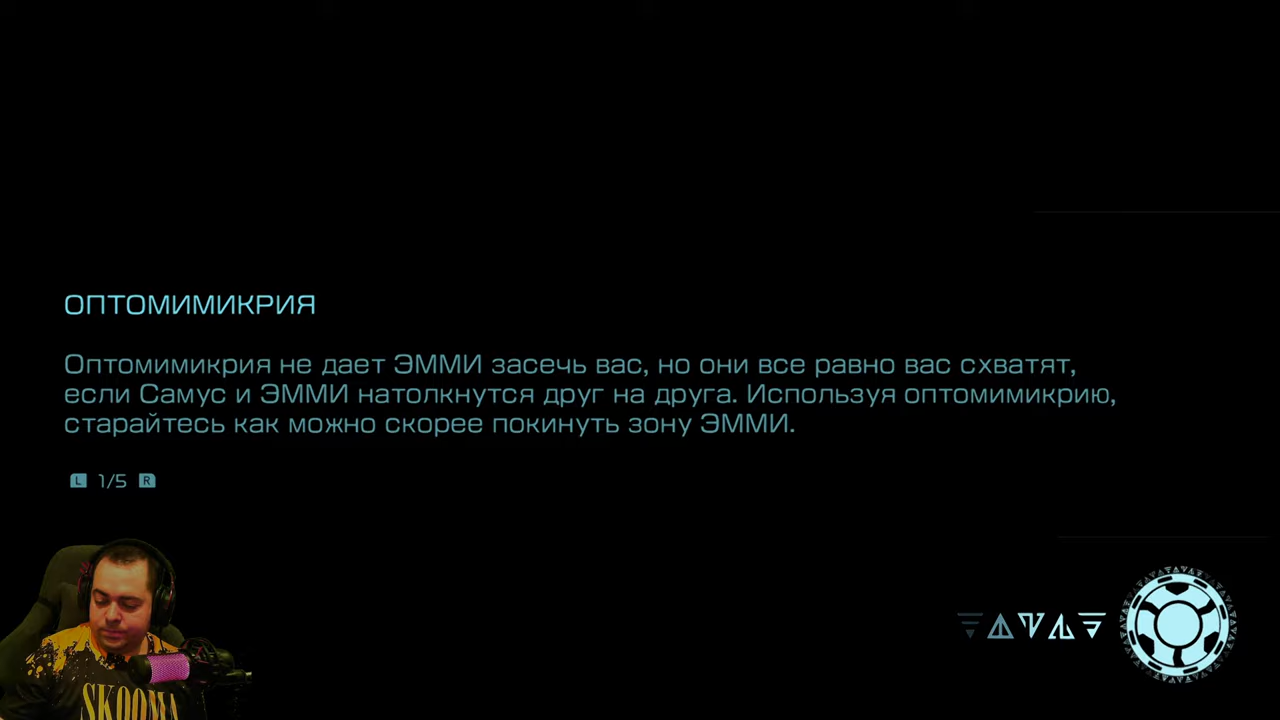 ОПТОМИМИКРИЯ
Оптомимикрия не дает ЭММИ засечь вас, но они все равно вас схватят,
если Самус и ЭММИ натолкнутся друг на друга. Используя оптомимикрию,
старайтесь как можно скорее покинуть зону ЭММИ.
L 1/5 R
SKOOMA